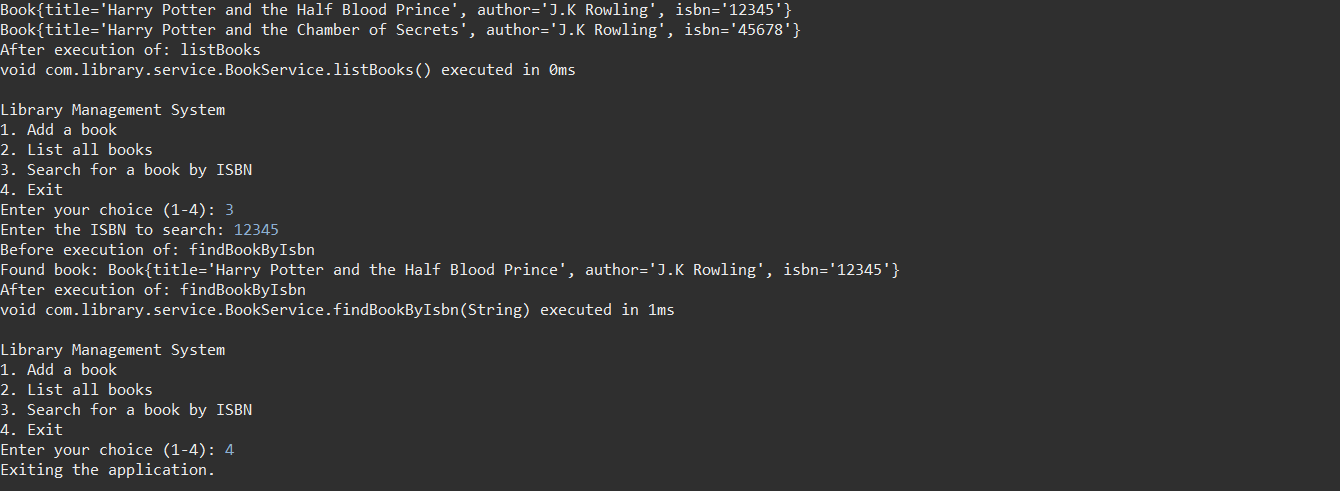 Book{title='Harry Potter and the Half Blood Prince', author='J.K Rowling', isbn='12345'}
Book{title='Harry Potter and the Chamber of Secrets', author='J.K Rowling', isbn='45678'}
After execution of: listBooks
void com.library.service.BookService.listBooks() executed in 0ms

Library Management System
1. Add a book
2. List all books
3. Search for a book by ISBN
4. Exit
Enter your choice (1-4): 3
Enter the ISBN to search: 12345
Before execution of: findBookByIsbn
Found book: Book{title='Harry Potter and the Half Blood Prince', author='J.K Rowling', isbn='12345'}
After execution of: findBookByIsbn
void com.library.service.BookService.findBookByIsbn(String) executed in 1ms

Library Management System
1. Add a book
2. List all books
3. Search for a book by ISBN
4. Exit
Enter your choice (1-4): 4
Exiting the application.